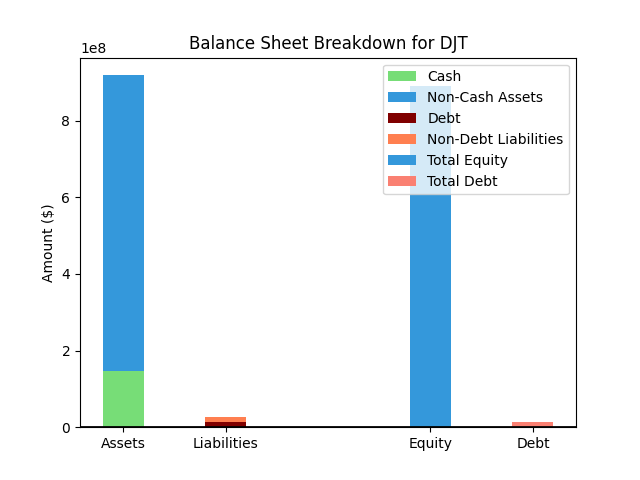 Balance Sheet Breakdown for DJT
1e8
Cash
Non-Cash Assets
Debt
Non-Debt Liabilities
Total Equity
Total Debt
8
6
4
2
0
Amount ($)
Assets
Liabilities
Equity
Debt